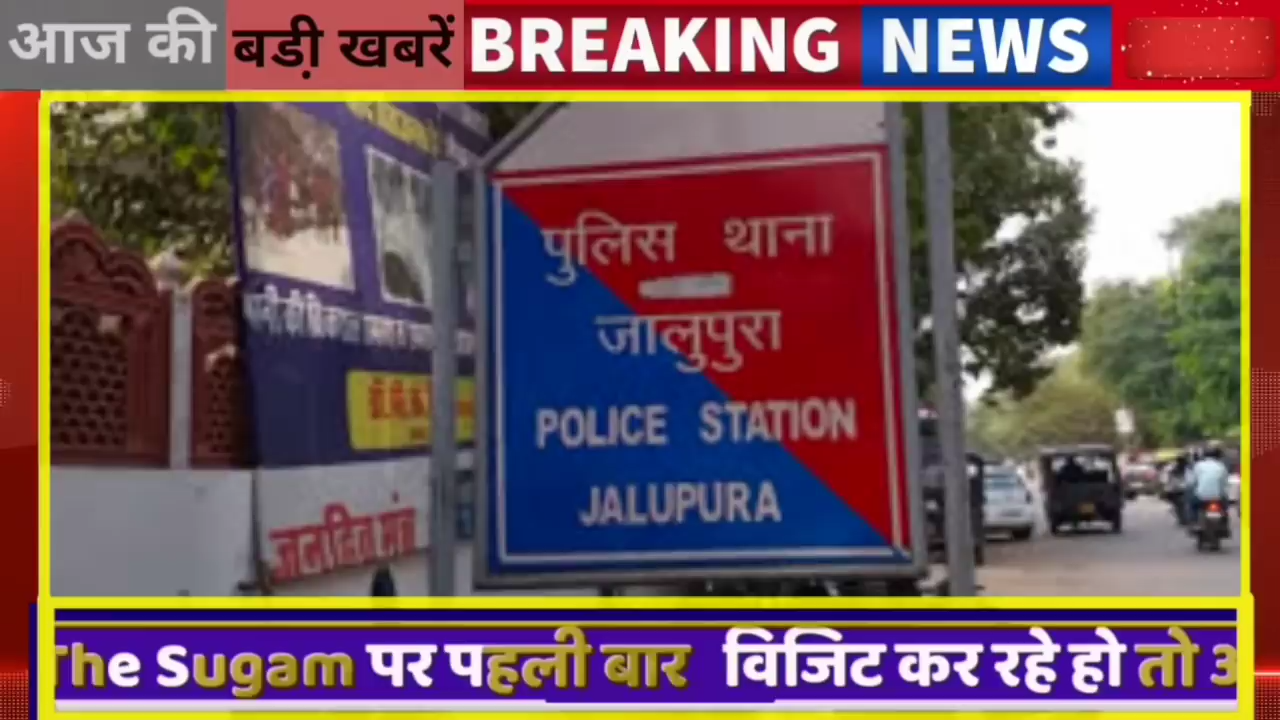 आज की बड़ी खबरें BREAKING NEWS
पुलिस थाना
जालुपुरा
POLICE STATION
JALUPURA
The Sugam पर पहली बार विजिट कर रहे हो तो